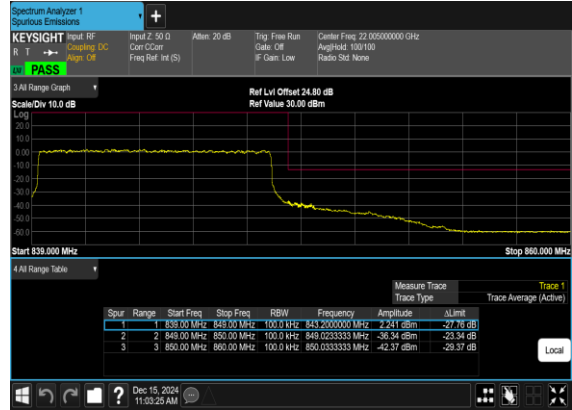 Spectrum Analyzer 1
Spurious Emissions
KEYSIGHT Input: RF Input Z: 50 Ω Atten: 20 dB Trig: Free Run Center Freq: 22.005000000 GHz
R T Coupling: DC Corr CCorr Gate: Off Avg|Hold: 100/100
Align: Off Freq Ref: Int (S) IF Gain: Low Radio Std: None
PASS
3 All Range Graph
Ref Lvl Offset 24.80 dB
Scale/Div 10.0 dB Ref Value 30.00 dBm
Log
20.0
10.0
0.00
-10.0
-20.0
-30.0
-40.0
-50.0
-60.0
Start 839.000 MHz Stop 860.000 MHz
4 All Range Table
Measure Trace Trace 1
Trace Type Trace Average (Active)
Spur Range Start Freq Stop Freq RBW Frequency Amplitude ΔLimit
1 1 839.00 MHz 849.00 MHz 100.0 kHz 843.2000000 MHz 2.241 dBm -27.76 dB
2 2 849.00 MHz 850.00 MHz 100.0 kHz 849.0233333 MHz -36.34 dBm -23.34 dB
3 3 850.00 MHz 860.00 MHz 100.0 kHz 850.0333333 MHz -42.37 dBm -29.37 dB
Local
Dec 15, 2024
11:03:25 AM